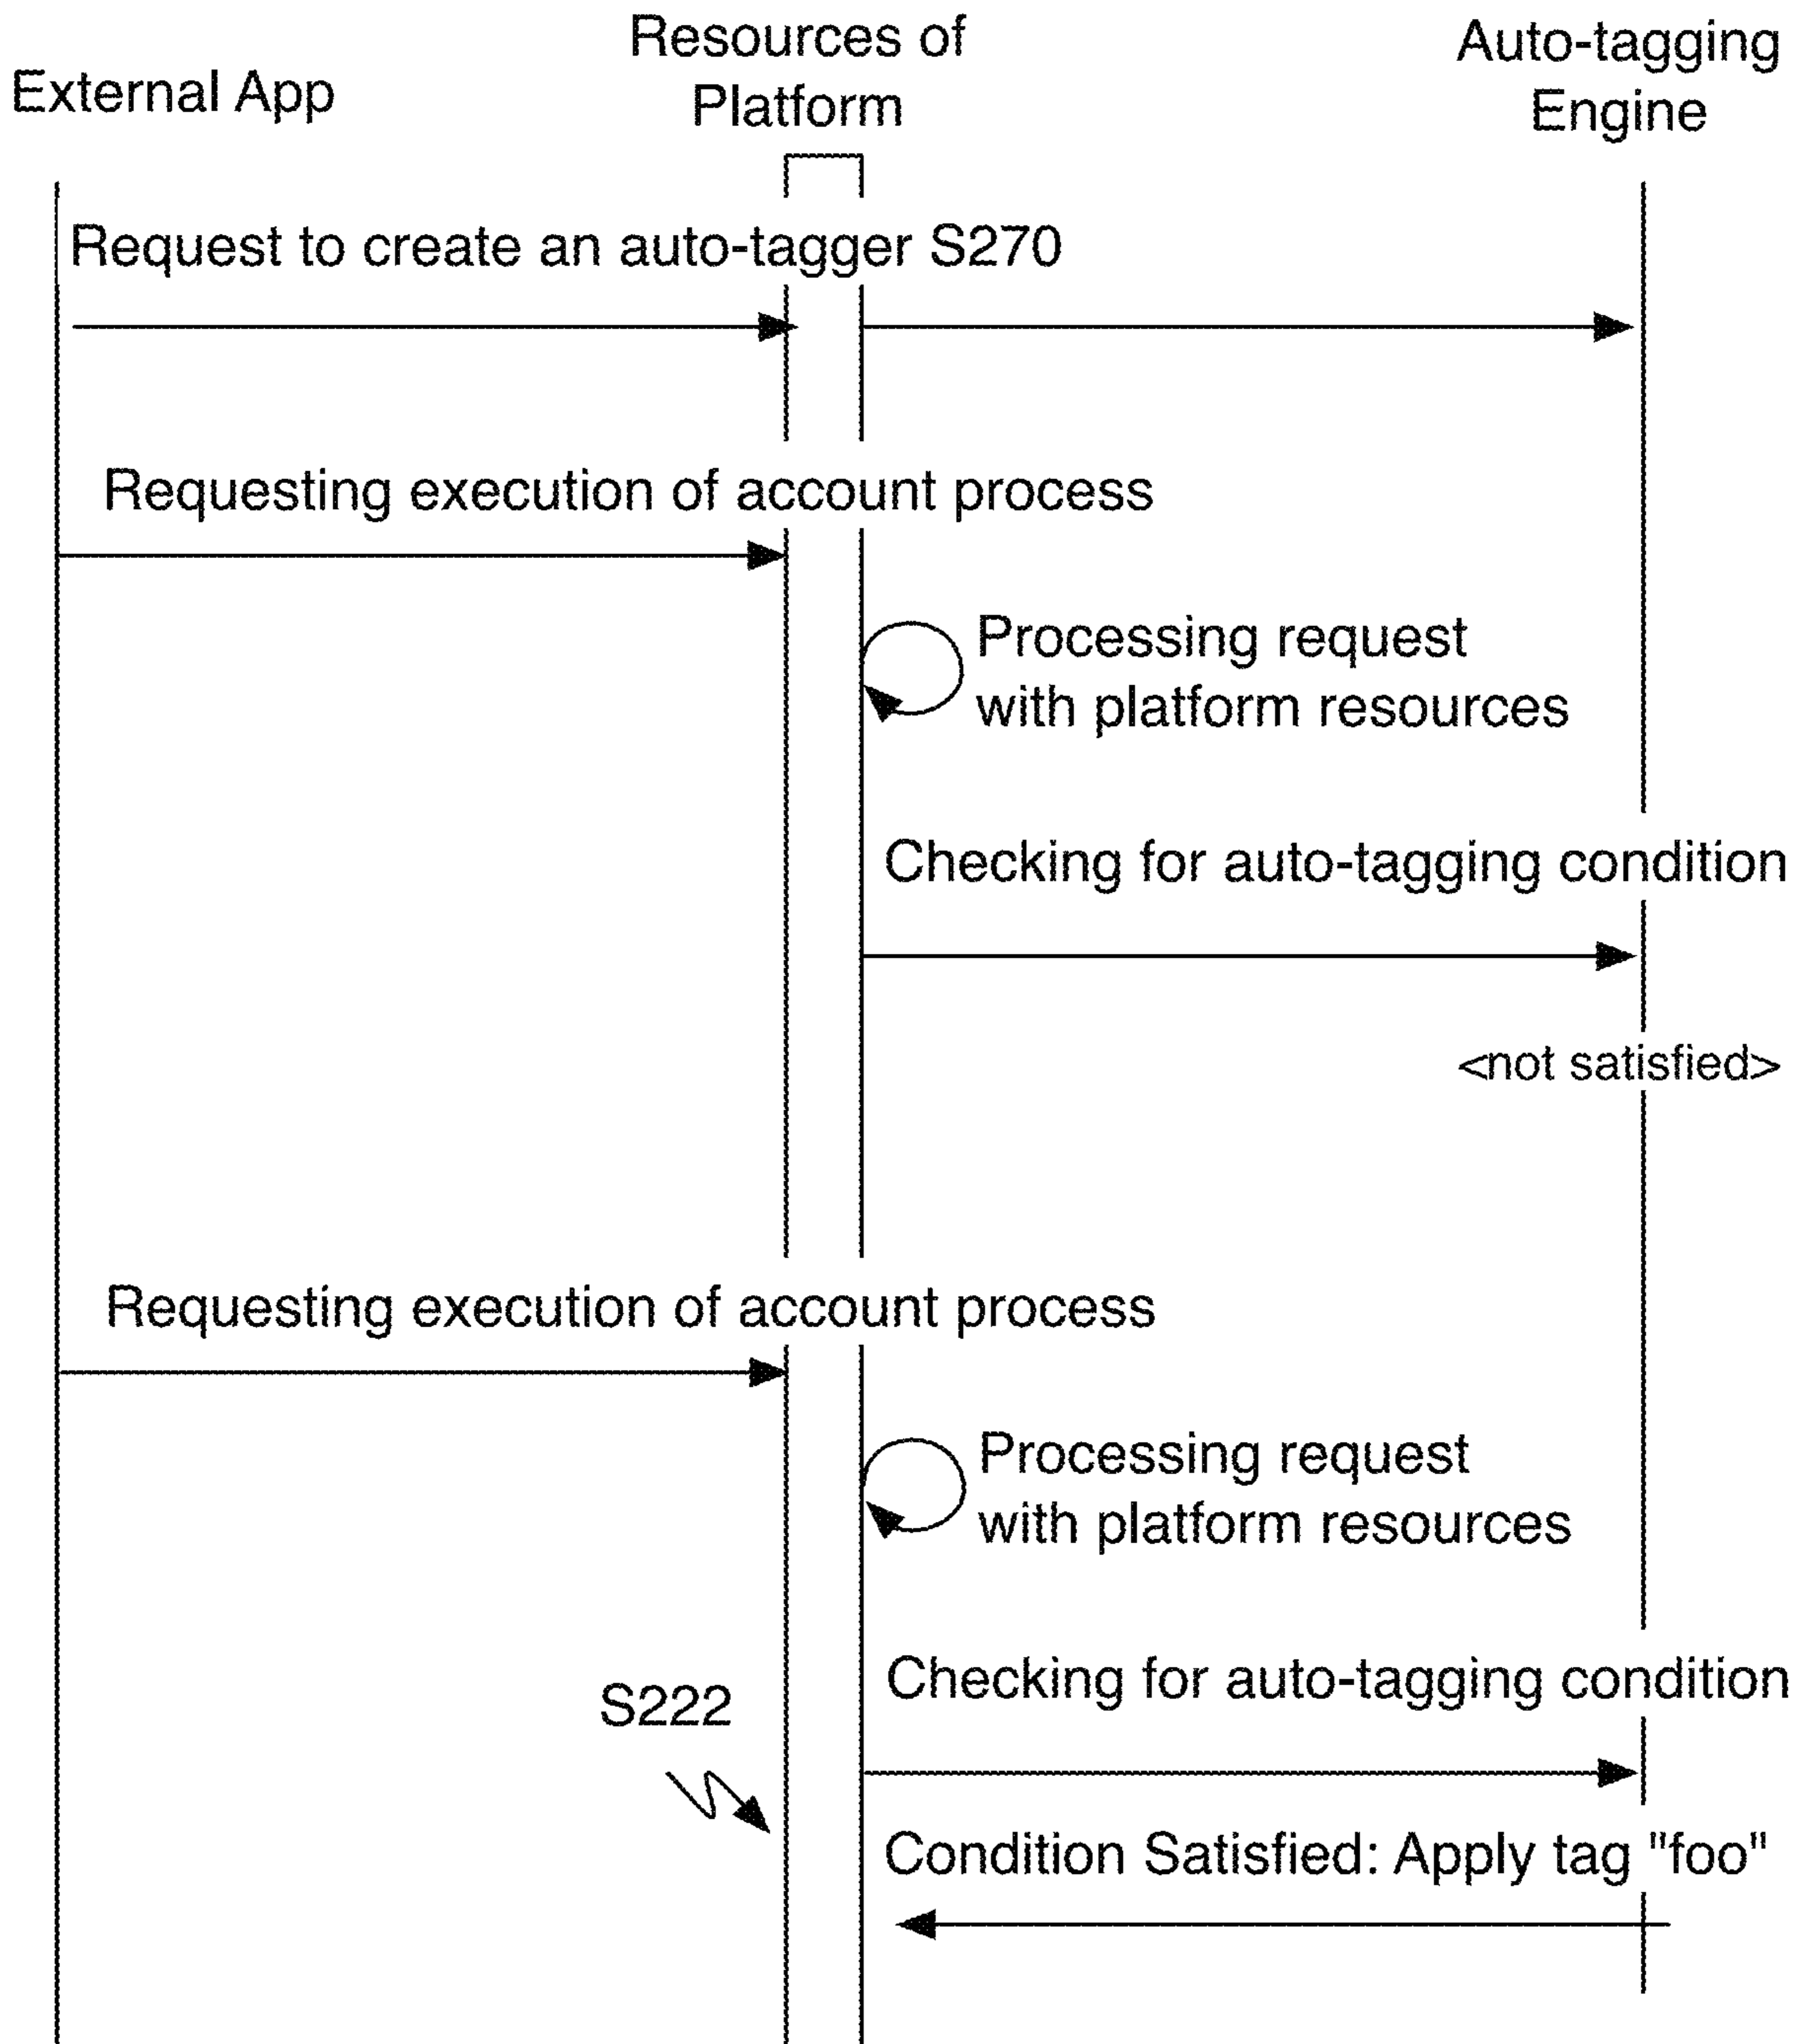 External App
Resources of
Platform
Auto-tagging
Engine
Request to create an auto-tagger S270
Requesting execution of account process
Processing request
with platform resources
Checking for auto-tagging condition
<not satisfied>
Requesting execution of account process
Processing request
with platform resources
Checking for auto-tagging condition
S222
Condition Satisfied: Apply tag "foo"